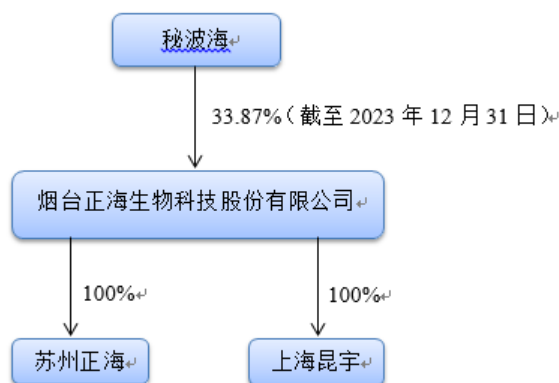 秘波海
33.87%（截至 2023 年 12 月 31 日）
烟台正海生物科技股份有限公司
100%
100%
苏州正海
上海昆宇